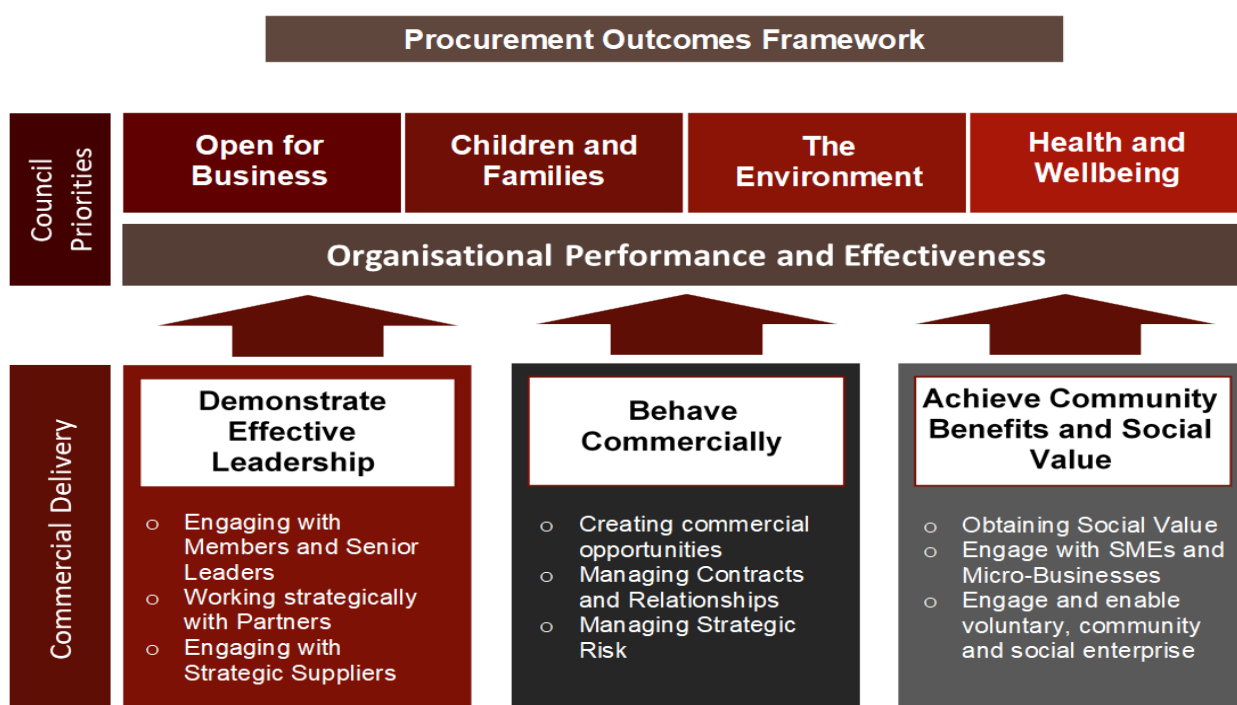 Procurement Outcomes Framework
Council
Priorities
Open for
Business
Children and
Families
The
Environment
Health and
Wellbeing
Organisational Performance and Effectiveness
Commercial Delivery
Demonstrate
Effective
Leadership
o Engaging with
Members and Senior
Leaders
o Working strategically
with Partners
o Engaging with
Strategic Suppliers
Behave
Commercially
o Creating commercial
opportunities
o Managing Contracts
and Relationships
o Managing Strategic
Risk
Achieve Community
Benefits and Social
Value
o Obtaining Social Value
o Engage with SMEs and
Micro-Businesses
o Engage and enable
voluntary, community
and social enterprise